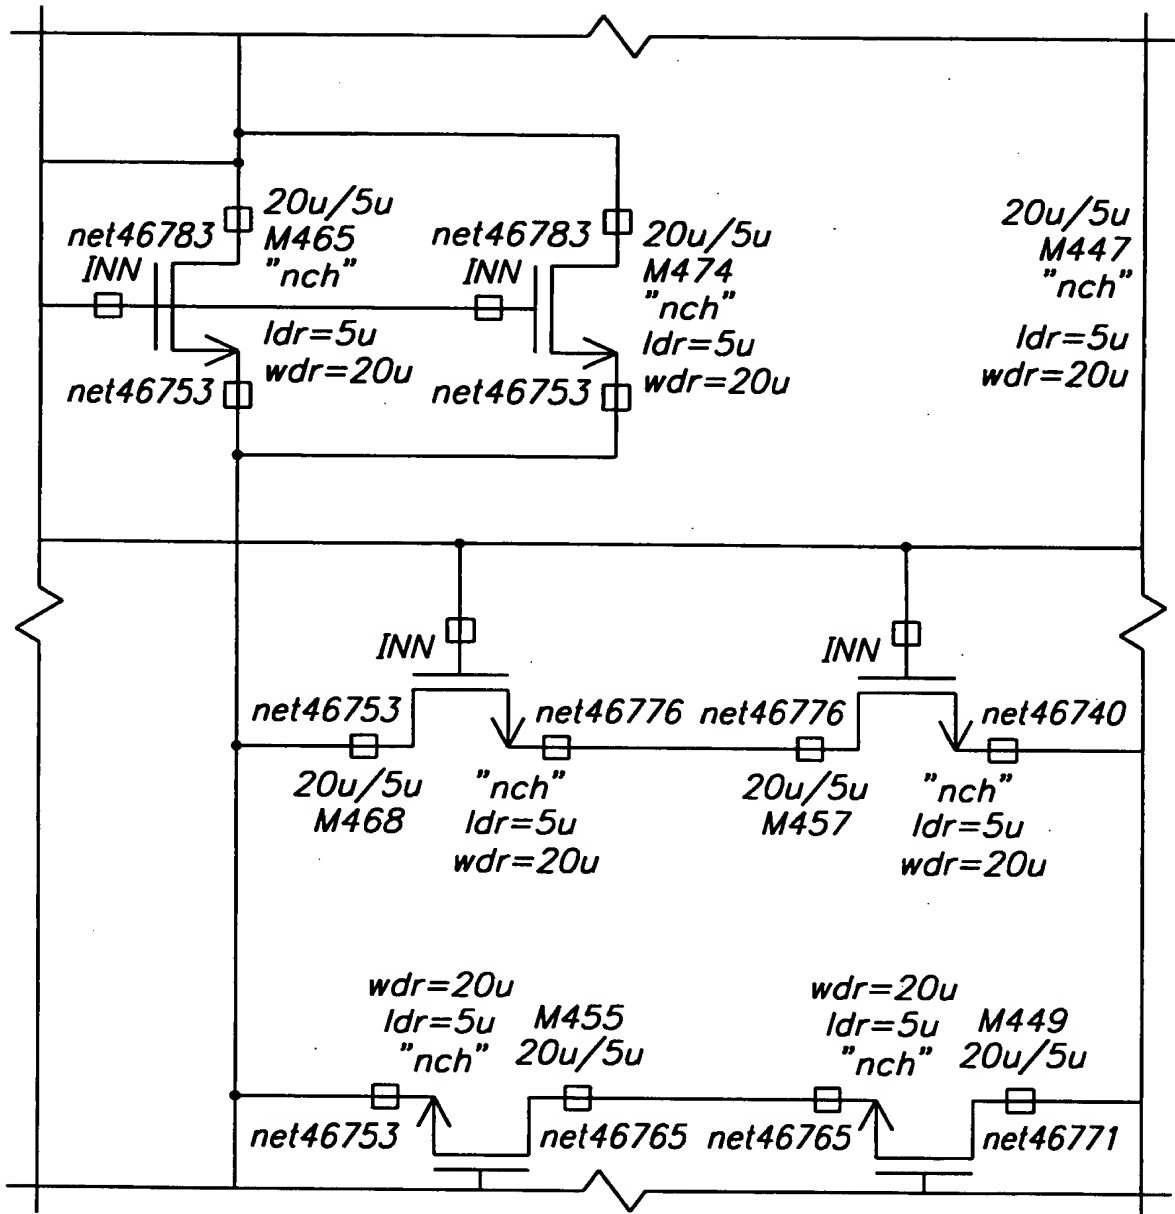 20u/5u
net46783
M465
INN
"nch"
ldr=5u
wdr=20u
net46753
net46783
20u/5u
INN
M474
"nch"
ldr=5u
wdr=20u
net46753
20u/5u
M447
"nch"
ldr=5u
wdr=20u
INN
net46753
net46776
20u/5u
M468
"nch"
ldr=5u
wdr=20u
INN
net46776
net46740
20u/5u
M457
"nch"
ldr=5u
wdr=20u
wdr=20u
ldr=5u
"nch"
M455
20u/5u
net46753
net46765
wdr=20u
ldr=5u
"nch"
M449
20u/5u
net46765
net46771